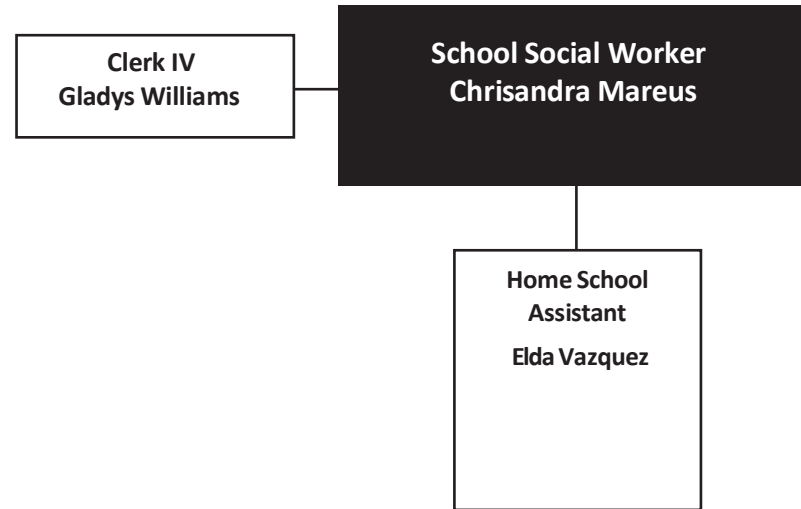 Clerk IV
Gladys Williams
School Social Worker
Chrisandra Mareus
Home School
Assistant
Elda Vazquez